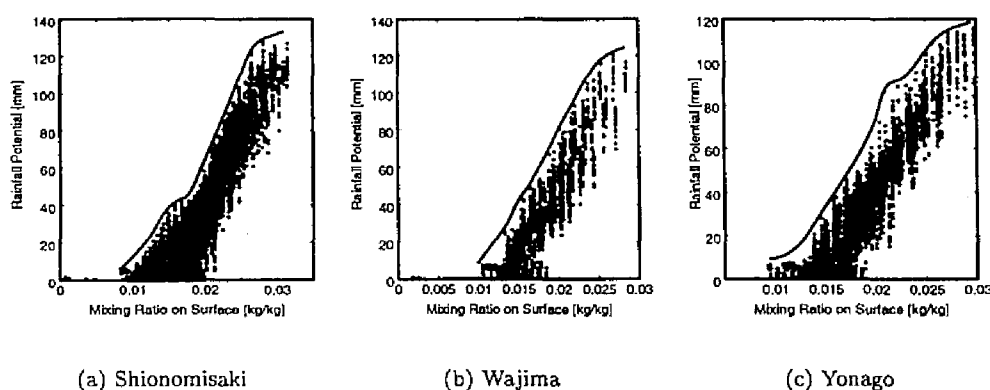 140
120
100
80
60
40
20
0
Rainfall Potential [mm]
0 0.01 0.02 0.03
Mixing Ratio on Surface [kg/kg]
(a) Shionomisaki
140
120
100
80
60
40
20
0
Rainfall Potential [mm]
0 0.005 0.01 0.015 0.02 0.025 0.03
Mixing Ratio on Surface [kg/kg]
(b) Wajima
120
100
80
60
40
20
0
Rainfall Potential [mm]
0.01 0.015 0.02 0.025 0.03
Mixing Ratio on Surface [kg/kg]
(c) Yonago